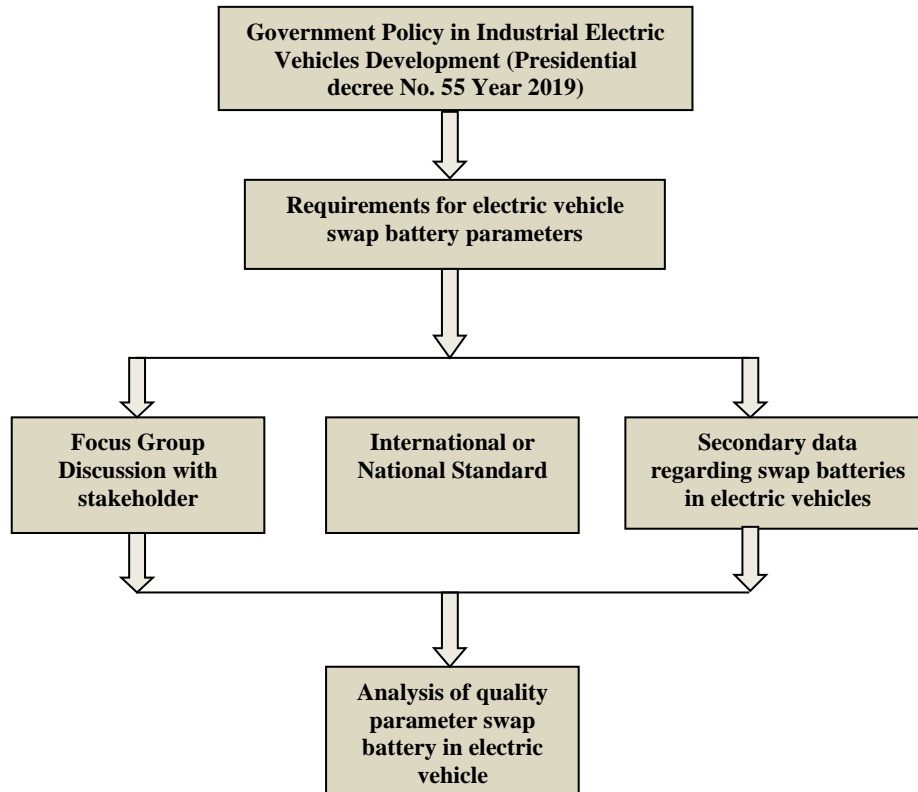 Government Policy in Industrial Electric
Vehicles Development (Presidential
decree No. 55 Year 2019)
Requirements for electric vehicle
swap battery parameters
Focus Group
Discussion with
stakeholder
International or
National Standard
Secondary data
regarding swap batteries
in electric vehicles
Analysis of quality
parameter swap
battery in electric
vehicle